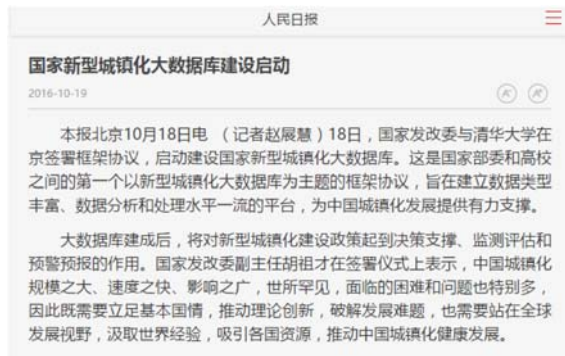 人民日报
国家新型城镇化大数据库建设启动
2016-10-19
本报北京10月18日电 （记者赵展慧）18日，国家发改委与清华大学在
京签署框架协议，启动建设国家新型城镇化大数据库。这是国家部委和高校
之间的第一个以新型城镇化大数据库为主题的框架协议，旨在建立数据类型
丰富、数据分析和处理水平一流的平台，为中国城镇化发展提供有力支撑。
大数据库建成后，将对新型城镇化建设政策起到决策支撑、监测评估和
预警预报的作用。国家发改委副主任胡祖才在签署仪式上表示，中国城镇化
规模之大、速度之快、影响之广，世所罕见，面临的困难和问题也特别多，
因此既需要立足基本国情，推动理论创新，破解发展难题，也需要站在全球
发展视野，汲取世界经验，吸引各国资源，推动中国城镇化健康发展。